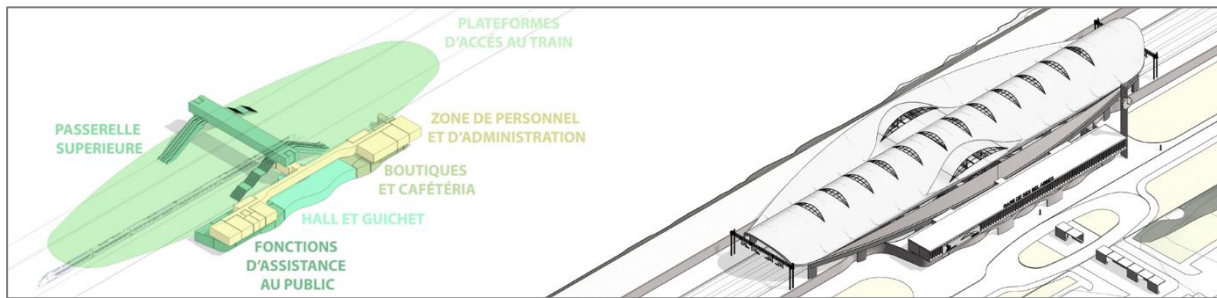 PLATEFORMES
D'ACCÉS AU TRAIN
PASSERELLE
SUPERIEURE
ZONE DE PERSONNEL
ET D'ADMINISTRATION
BOUTIQUES
ET CAFÉTÉRIA
HALL ET GUICHET
FONCTIONS
D'ASSISTANCE
AU PUBLIC